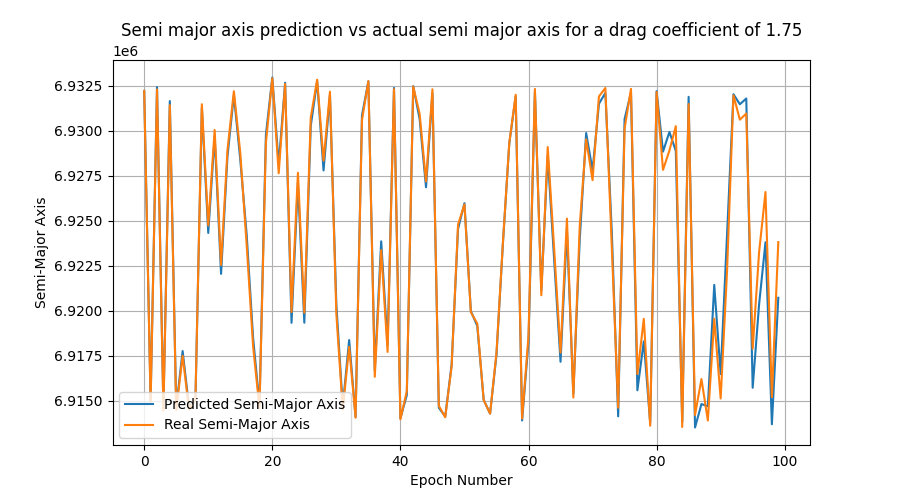 Semi major axis prediction vs actual semi major axis for a drag coefficient of 1.75
1e6
6.9325
6.9300
6.9275
6.9250
6.9225
6.9200
6.9175
6.9150
Semi-Major Axis
Predicted Semi-Major Axis
Real Semi-Major Axis
0 20 40 60 80 100
Epoch Number